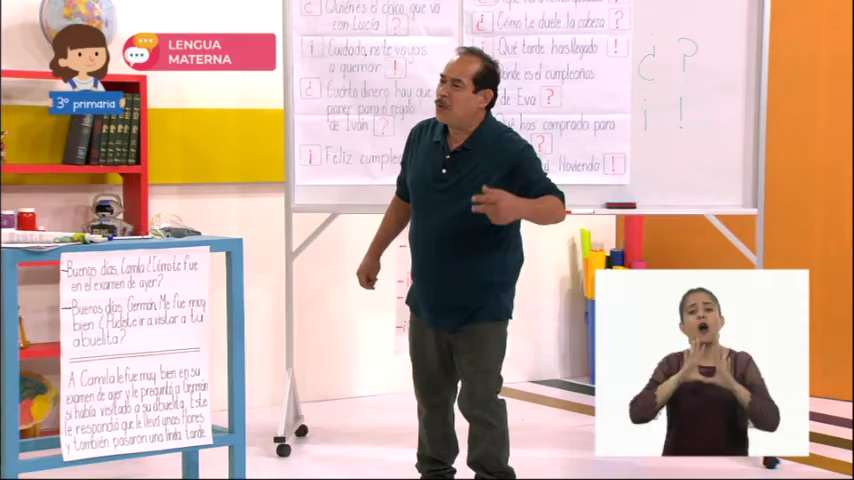 LENGUA
MATERNA
3° primaria
¿ Quiénes el chico que va
con Lucía ?
¡ Cuidado, no te vayas
a quemar !
¿ Cuánto dinero hay que
poner para el regalo
de Iván ?
¡ Feliz
¿ Cómo te duele la cabeza ?
¡ Qué tarde has llegado !
es el cumpleaños
de Eva ?
has comprado para
?
lloviendo !
¿ ?
¡ !
-Buenos días, Camila ¿Cómo te fue
en el examen de ayer?
-Buenos días, Germán. Me fue muy
bien ¿Pudiste ir a visitar a tu
abuelita?
A Camila le fue muy bien en su
examen de ayer y le preguntó a Germán
si había visitado a su abuelita. Este
le respondió que le llevó unas flores
y también pasaron una linda tarde